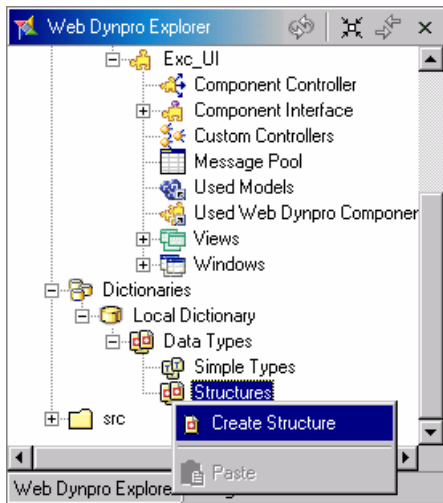 Web Dynpro Explorer
Exc_UI
Component Controller
Component Interface
Custom Controllers
Message Pool
Used Models
Used Web Dynpro Componer
Views
Windows
Dictionaries
Local Dictionary
Data Types
Simple Types
Structures
src
Create Structure
Paste
Web Dynpro Explore